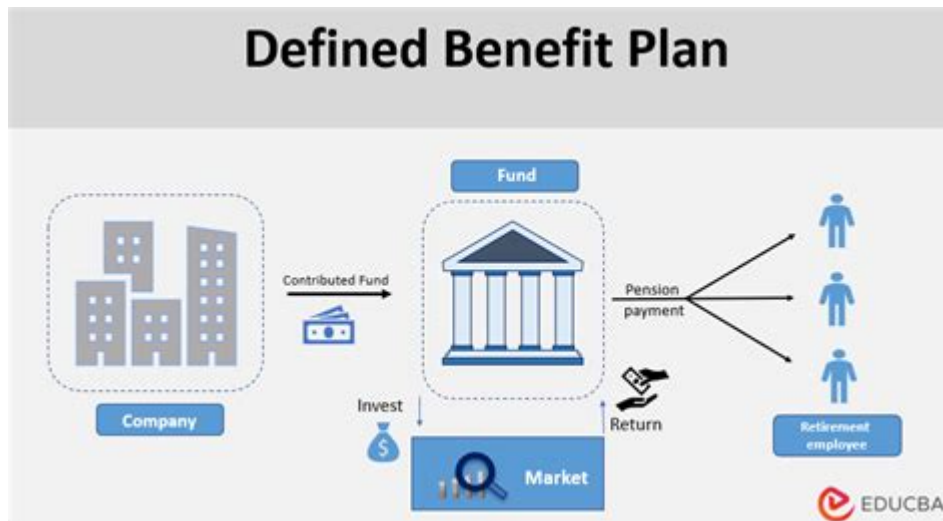 Defined Benefit Plan
Fund
Contributed Fund
Pension
payment
Company
Invest
Return
Market
Retirement
employee
EDUCBA